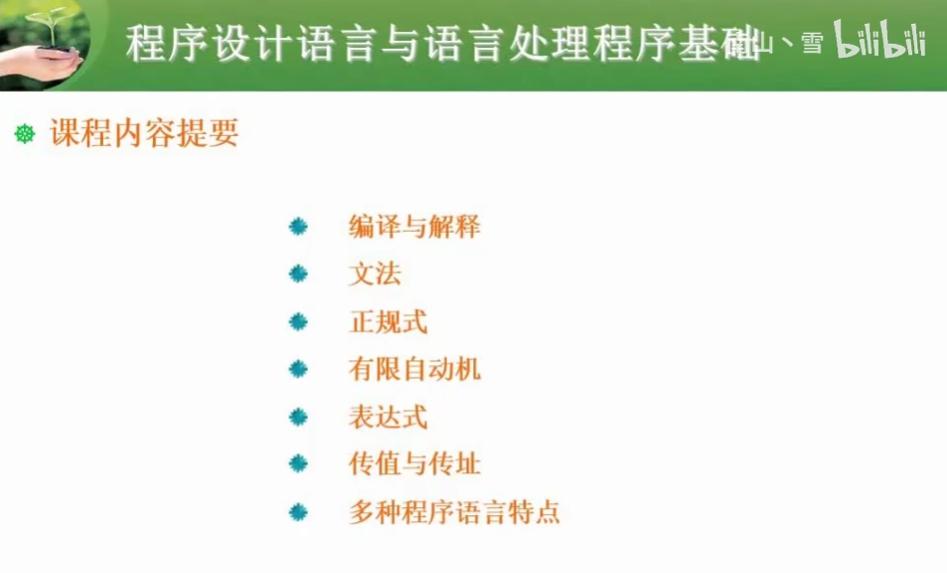 程序设计语言与语言处理程序基础
山丶雪 bilibili
课程内容提要
编译与解释
文法
正规式
有限自动机
表达式
传值与传址
多种程序语言特点